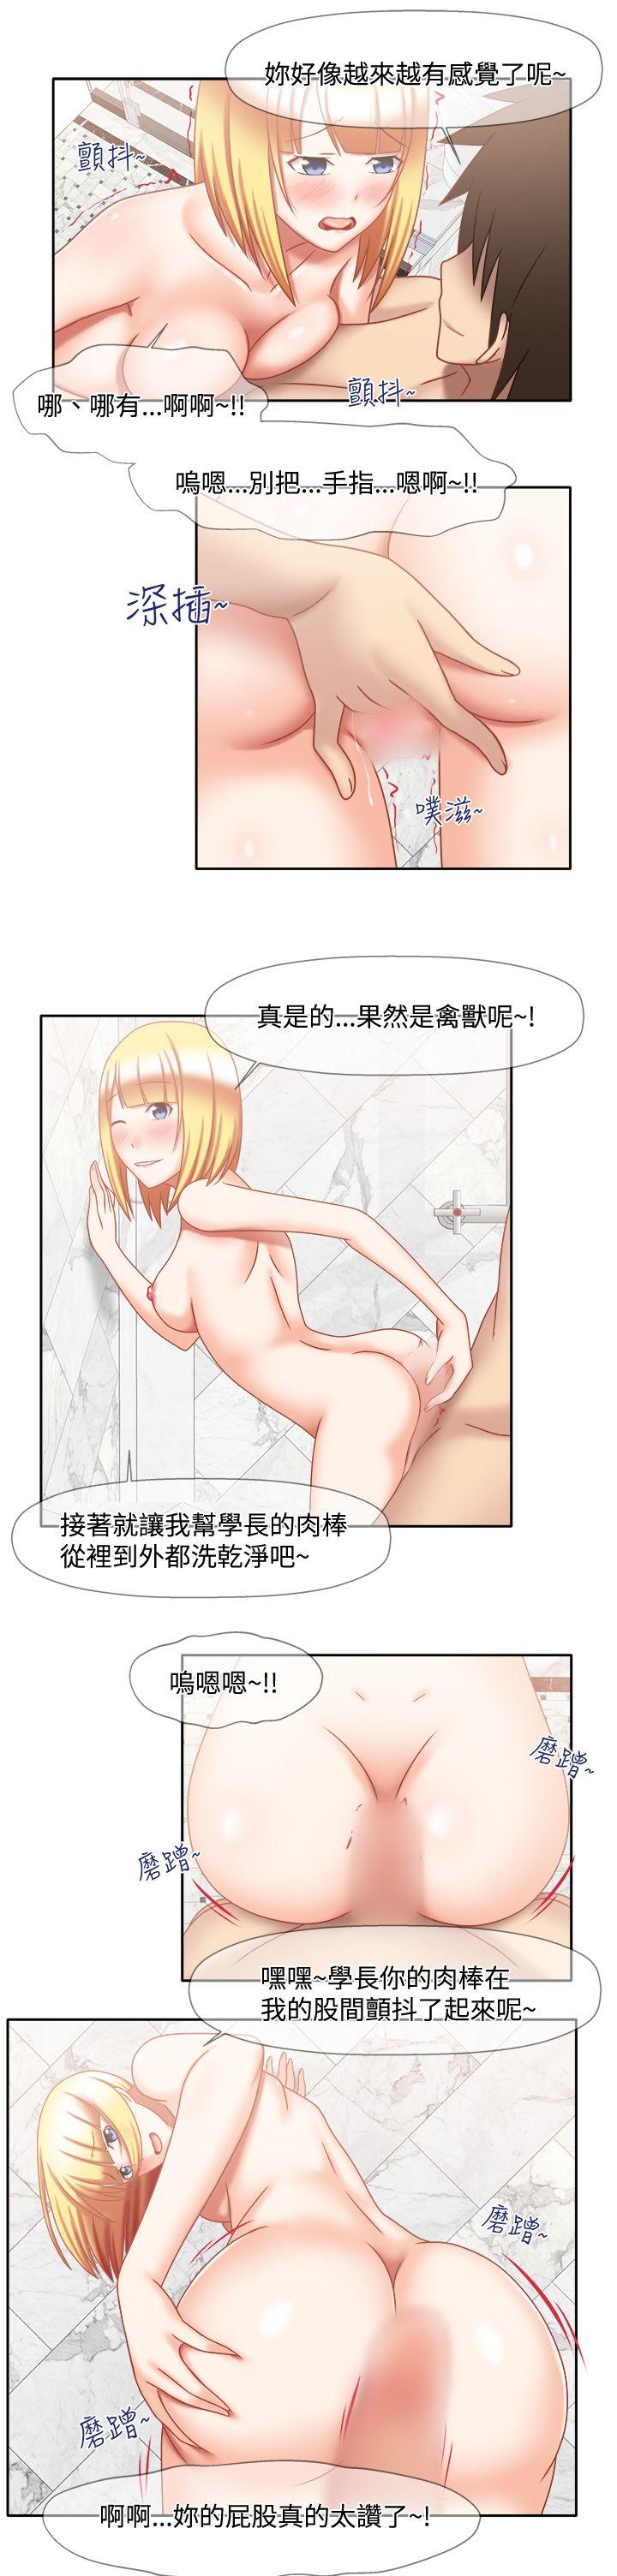 妳好像越來越有感覺了呢~
顫抖~
哪、哪有...啊啊~!!
顫抖~
嗚嗯...別把...手指...嗯啊~!!
深插~
噗滋~
真是的...果然是禽獸呢~!
接著就讓我幫學長的肉棒
從裡到外都洗乾淨吧~
嗚嗯嗯~!!
磨蹭~
磨蹭~
嘿嘿~學長你的肉棒在
我的股間顫抖了起來呢~
磨蹭~
磨蹭~
啊啊...妳的屁股真的太讚了~!